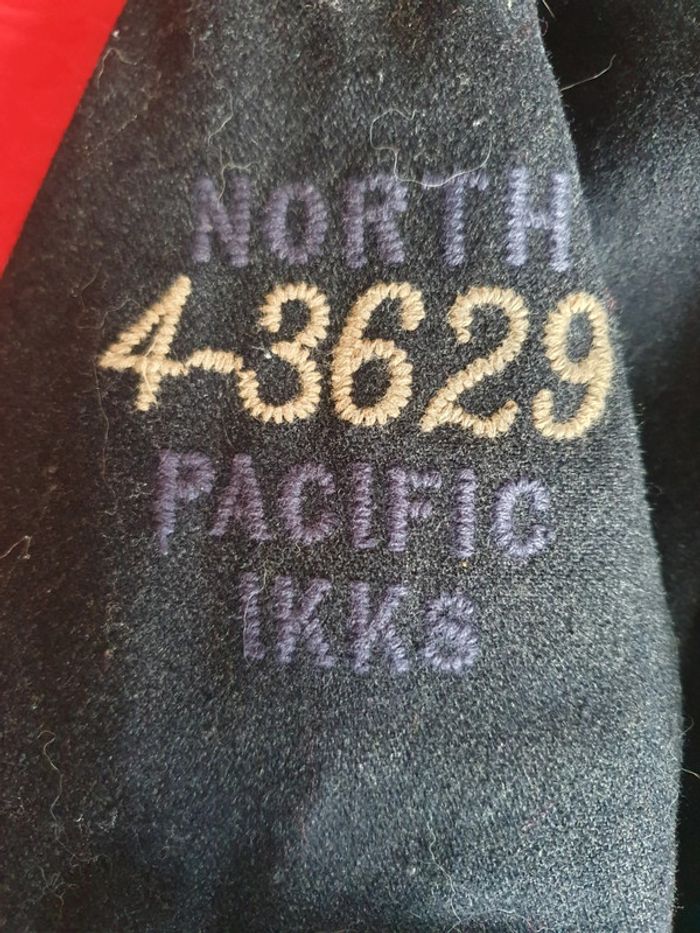 NORTH
4-3629
PACIFIC
IKKS